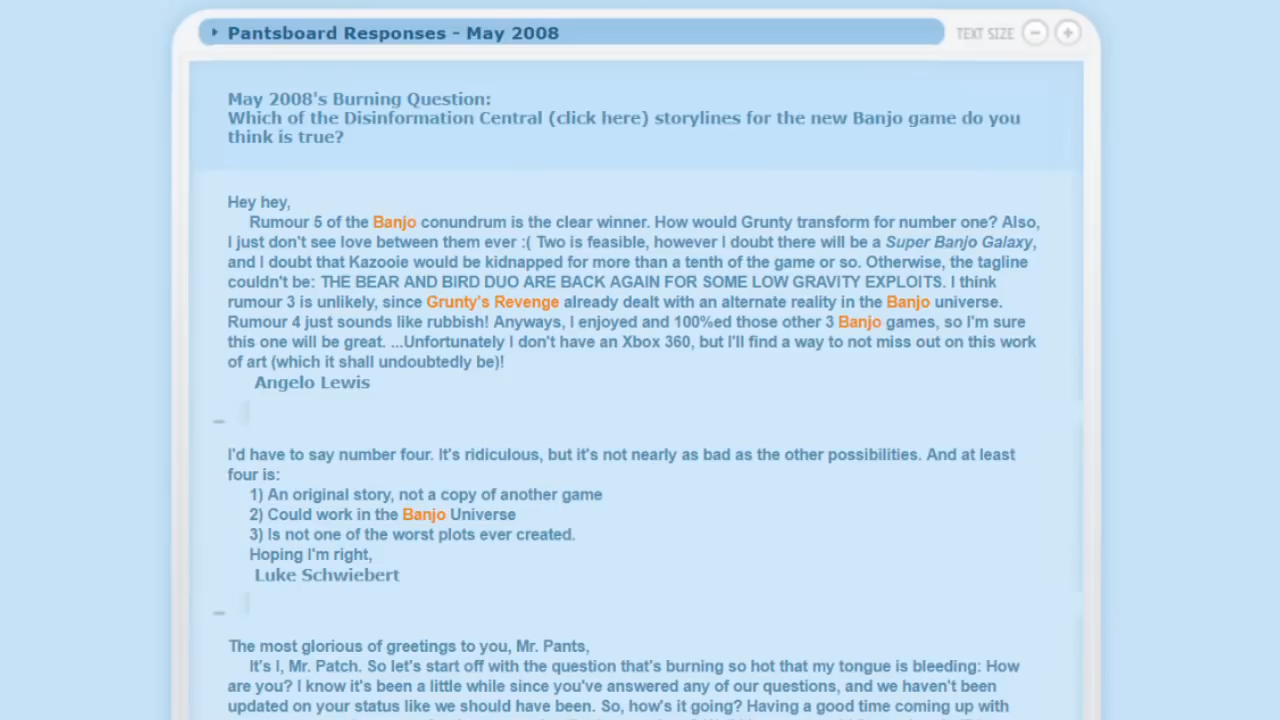 Pantsboard Responses - May 2008
TEXT SIZE
May 2008's Burning Question:
Which of the Disinformation Central (click here) storylines for the new Banjo game do you
think is true?
Hey hey,
Rumour 5 of the Banjo conundrum is the clear winner. How would Grunty transform for number one? Also,
I just don't see love between them ever :( Two is feasible, however I doubt there will be a Super Banjo Galaxy,
and I doubt that Kazooie would be kidnapped for more than a tenth of the game or so. Otherwise, the tagline
couldn't be: THE BEAR AND BIRD DUO ARE BACK AGAIN FOR SOME LOW GRAVITY EXPLOITS. I think
rumour 3 is unlikely, since Grunty's Revenge already dealt with an alternate reality in the Banjo universe.
Rumour 4 just sounds like rubbish! Anyways, I enjoyed and 100%ed those other 3 Banjo games, so I'm sure
this one will be great. ...Unfortunately I don't have an Xbox 360, but I'll find a way to not miss out on this work
of art (which it shall undoubtedly be)!
Angelo Lewis
I'd have to say number four. It's ridiculous, but it's not nearly as bad as the other possibilities. And at least
four is:
1) An original story, not a copy of another game
2) Could work in the Banjo Universe
3) Is not one of the worst plots ever created.
Hoping I'm right,
Luke Schwiebert
The most glorious of greetings to you, Mr. Pants,
It's I, Mr. Patch. So let's start off with the question that's burning so hot that my tongue is bleeding: How
are you? I know it's been a little while since you've answered any of our questions, and we haven't been
updated on your status like we should have been. So, how's it going? Having a good time coming up with